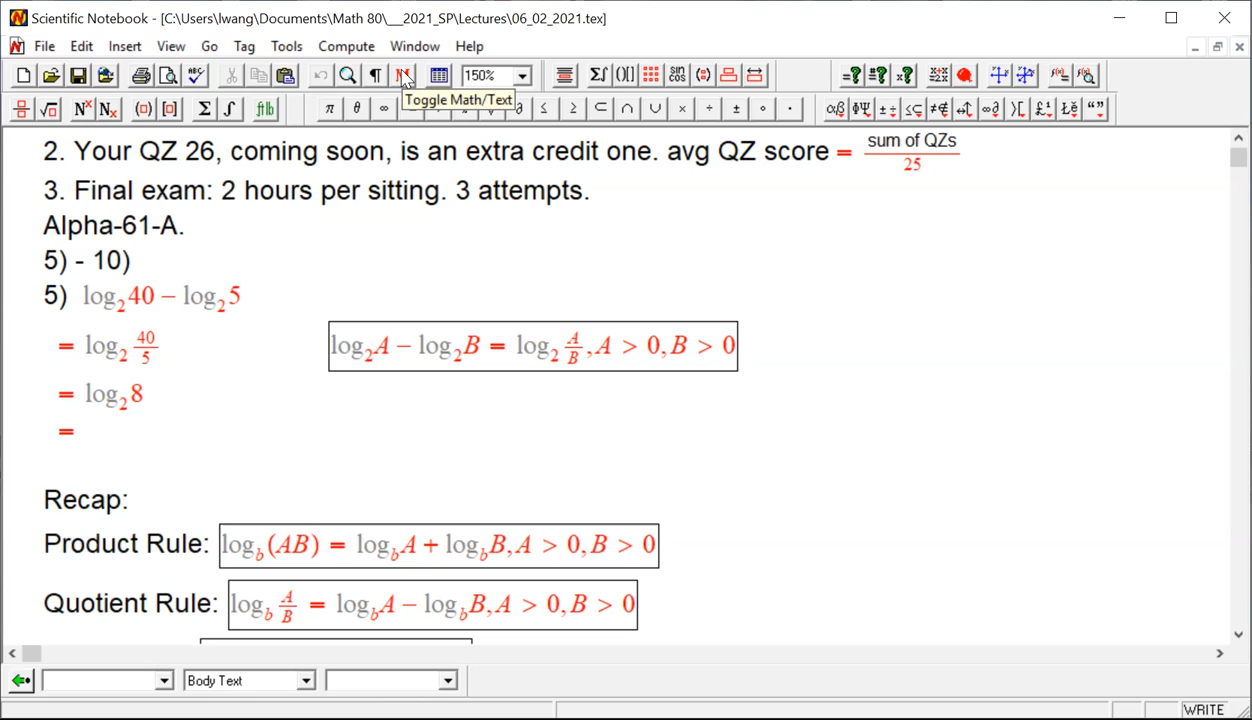 Scientific Notebook - [C:\Users\lwang\Documents\Math 80\__2021_SP\Lectures\06_02_2021.tex]
File Edit Insert View Go Tag Tools Compute Window Help
150%
Toggle Math/Text
2. Your QZ 26, coming soon, is an extra credit one. avg QZ score = sum of QZs / 25
3. Final exam: 2 hours per sitting. 3 attempts.
Alpha-61-A.
5) - 10)
5) log₂40 − log₂5
= log₂ 40/5
log₂A − log₂B = log₂ A/B, A > 0, B > 0
= log₂8
=
Recap:
Product Rule: log_b(AB) = log_b A + log_b B, A > 0, B > 0
Quotient Rule: log_b A/B = log_b A − log_b B, A > 0, B > 0
Body Text
WRITE